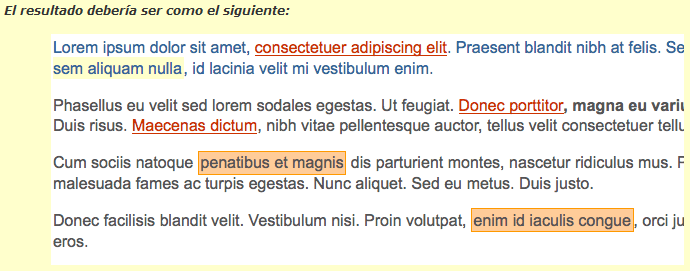 El resultado debería ser como el siguiente:
Lorem ipsum dolor sit amet, consectetuer adipiscing elit. Praesent blandit nibh at felis. Se
sem aliquam nulla, id lacinia velit mi vestibulum enim.
Phasellus eu velit sed lorem sodales egestas. Ut feugiat. Donec porttitor, magna eu variu
Duis risus. Maecenas dictum, nibh vitae pellentesque auctor, tellus velit consectetuer tellu
Cum sociis natoque penatibus et magnis dis parturient montes, nascetur ridiculus mus. F
malesuada fames ac turpis egestas. Nunc aliquet. Sed eu metus. Duis justo.
Donec facilisis blandit velit. Vestibulum nisi. Proin volutpat, enim id iaculis congue, orci ju
eros.